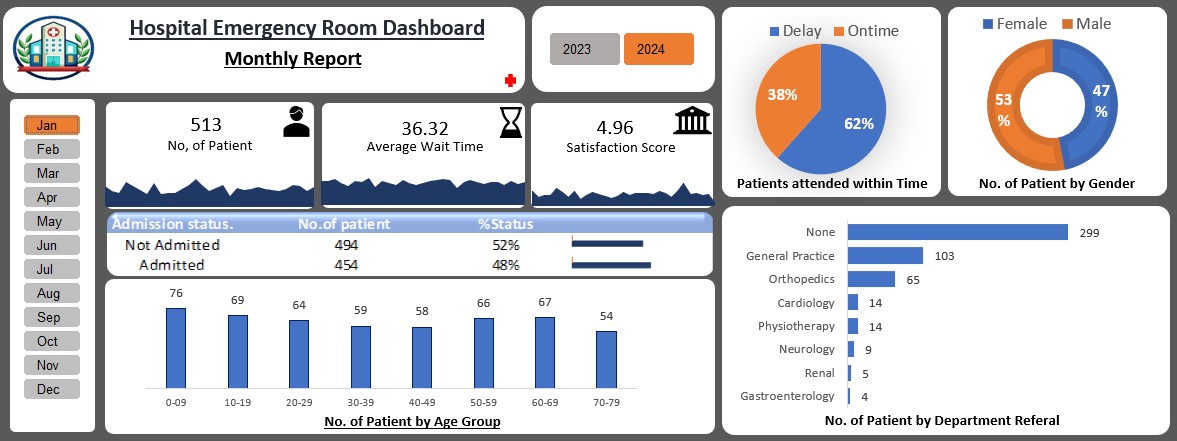 Hospital Emergency Room Dashboard
Monthly Report
2023
2024
Jan
Feb
Mar
Apr
May
Jun
Jul
Aug
Sep
Oct
Nov
Dec
513
No, of Patient
36.32
Average Wait Time
4.96
Satisfaction Score
Admission status. No.of patient %Status
Not Admitted 494 52%
Admitted 454 48%
76 69 64 59 58 66 67 54
0-09 10-19 20-29 30-39 40-49 50-59 60-69 70-79
No. of Patient by Age Group
Delay Ontime
38%
62%
Patients attended within Time
Female Male
53
%
47
%
No. of Patient by Gender
None 299
General Practice 103
Orthopedics 65
Cardiology 14
Physiotherapy 14
Neurology 9
Renal 5
Gastroenterology 4
No. of Patient by Department Referal